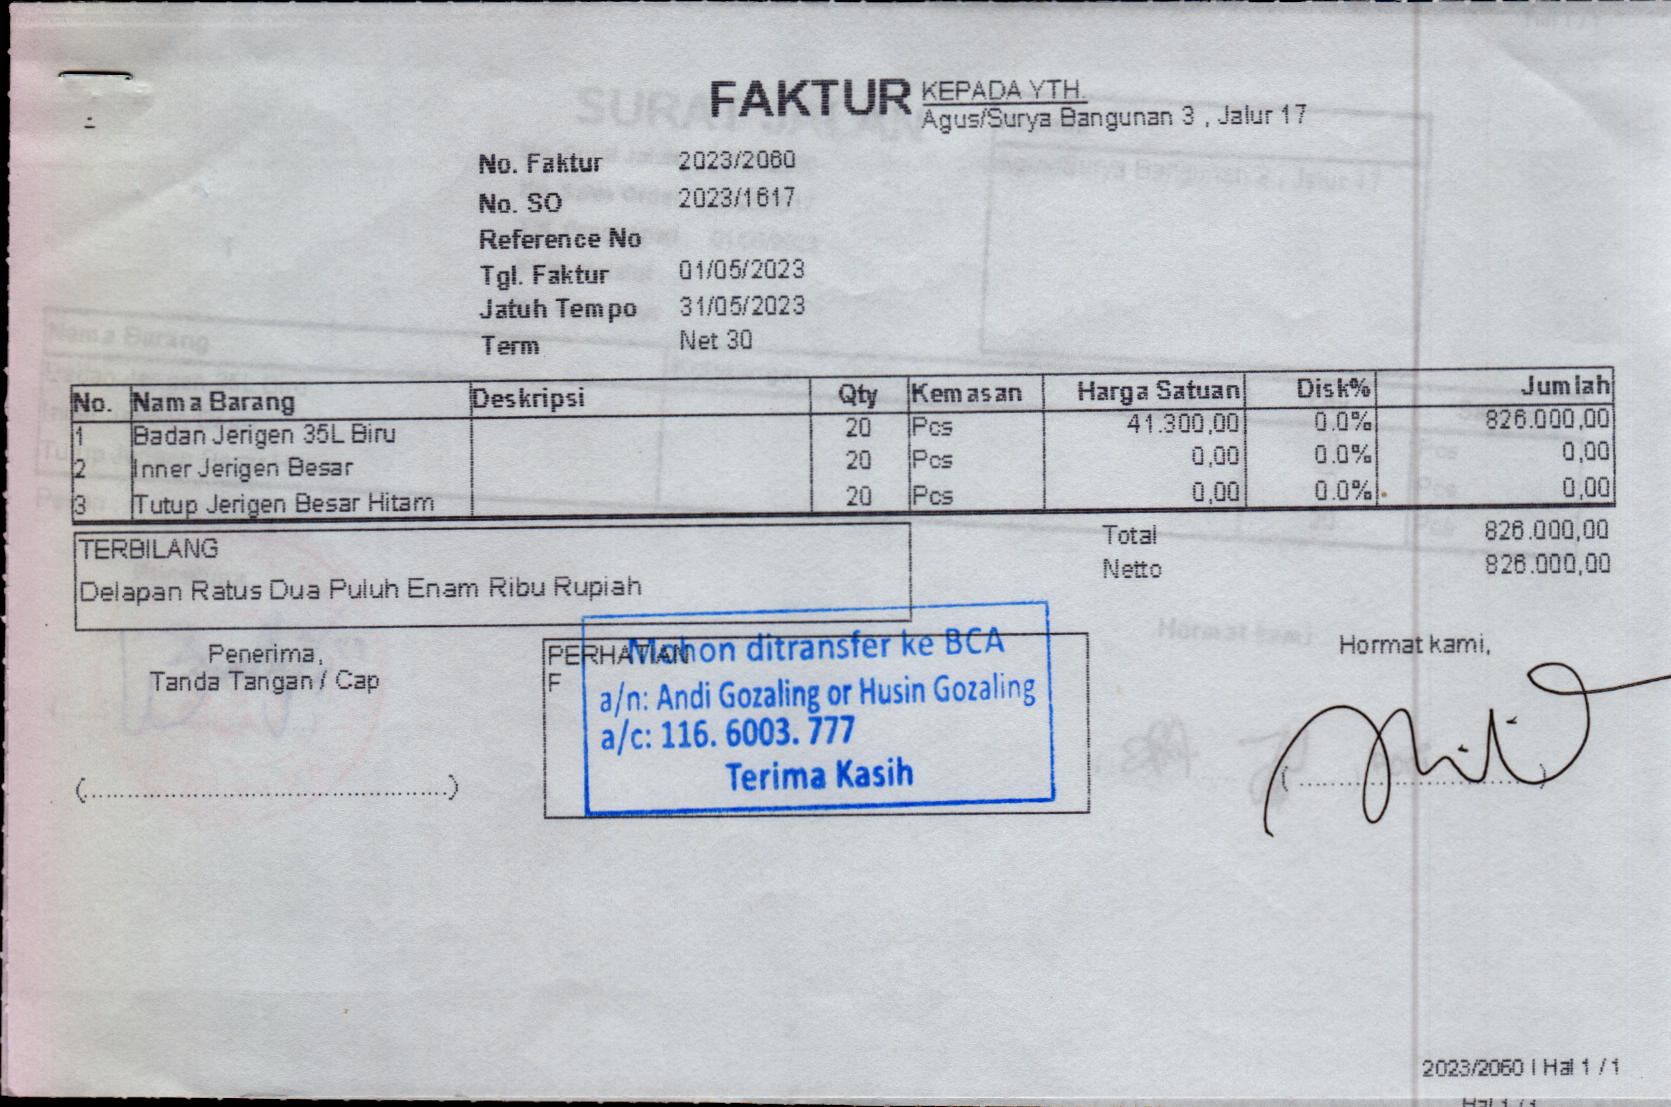 FAKTUR
KEPADA YTH.
Agus/Surya Bangunan 3 , Jalur 17
No. Faktur 2023/2060
No. SO 2023/1617
Reference No
Tgl. Faktur 01/05/2023
Jatuh Tempo 31/05/2023
Term Net 30
No. Nama Barang Deskripsi Qty Kemasan Harga Satuan Disk% Jumlah
1 Badan Jerigen 35L Biru 20 Pcs 41.300,00 0.0% 826.000,00
2 Inner Jerigen Besar 20 Pcs 0,00 0.0% 0,00
3 Tutup Jerigen Besar Hitam 20 Pcs 0,00 0.0% 0,00
Total 826.000,00
Netto 826.000,00
TERBILANG
Delapan Ratus Dua Puluh Enam Ribu Rupiah
Penerima,
Tanda Tangan / Cap
(............................................................)
PERHATIAN
F
Mohon ditransfer ke BCA
a/n: Andi Gozaling or Husin Gozaling
a/c: 116. 6003. 777
Terima Kasih
Hormat kami,
(............................................)
2023/2060 | Hal 1 / 1
Hal 1 / 1